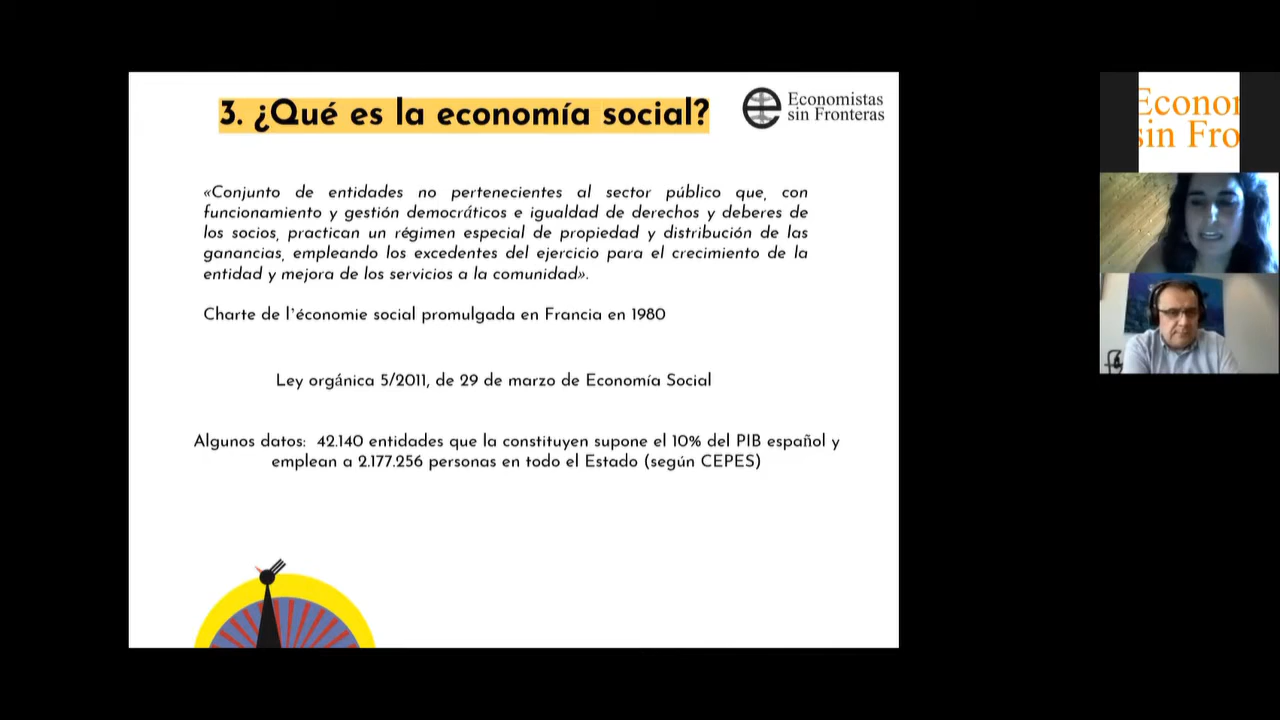 3. ¿Qué es la economía social?
Economistas
sin Fronteras
«Conjunto de entidades no pertenecientes al sector público que, con
funcionamiento y gestión democráticos e igualdad de derechos y deberes de
los socios, practican un régimen especial de propiedad y distribución de las
ganancias, empleando los excedentes del ejercicio para el crecimiento de la
entidad y mejora de los servicios a la comunidad».
Charte de l'économie social promulgada en Francia en 1980
Ley orgánica 5/2011, de 29 de marzo de Economía Social
Algunos datos: 42.140 entidades que la constituyen supone el 10% del PIB español y
emplean a 2.177.256 personas en todo el Estado (según CEPES)
Econor
sin Fro